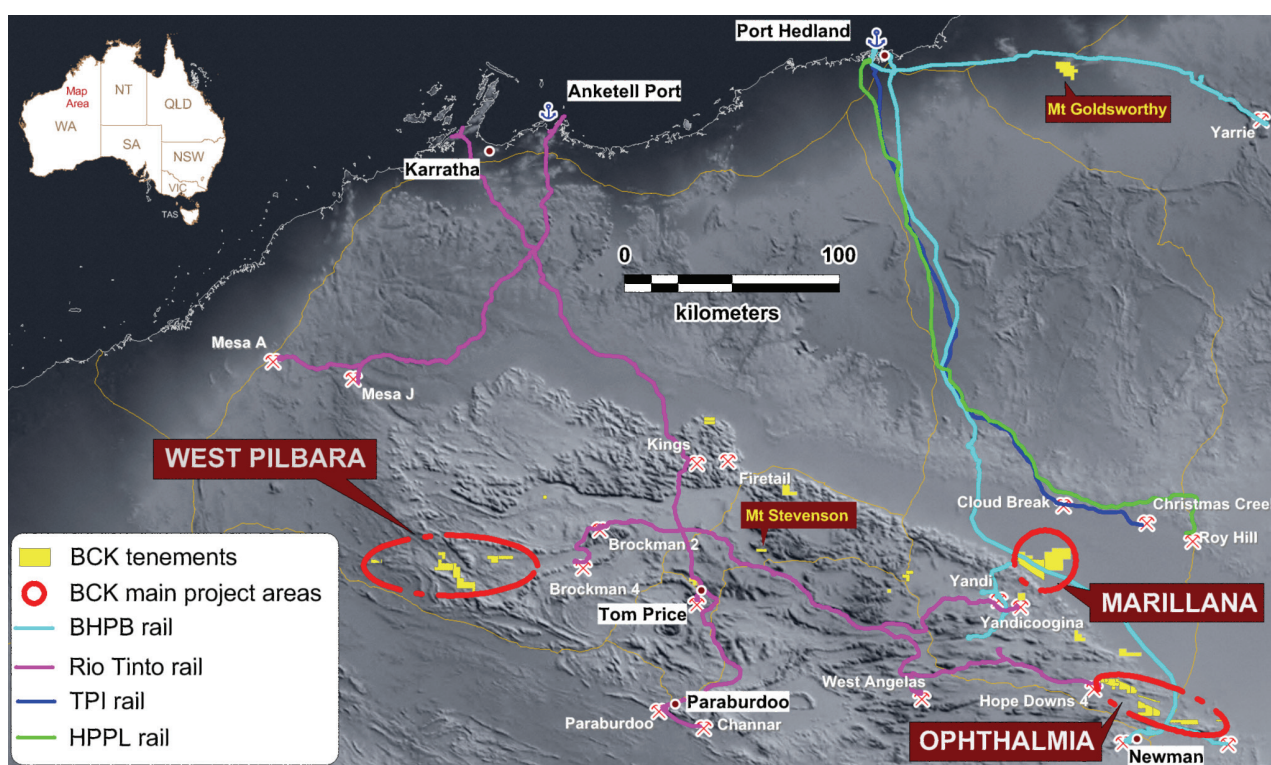 NT
QLD
Map
Area
WA
SA
NSW
VIC
TAS
Port Hedland
Anketell Port
Karratha
Mt Goldsworthy
Yarrie
0 100
kilometers
Mesa A
Mesa J
WEST PILBARA
Kings
Firetail
Mt Stevenson
Cloud Break
Christmas Cree
Roy Hill
Brockman 2
Brockman 4
Tom Price
Yandi
Yandicoogina
MARILLANA
West Angelas
Hope Downs 4
Paraburdoo
Paraburdoo
Channar
OPHTHALMIA
Newman
BCK tenements
BCK main project areas
BHPB rail
Rio Tinto rail
TPI rail
HPPL rail